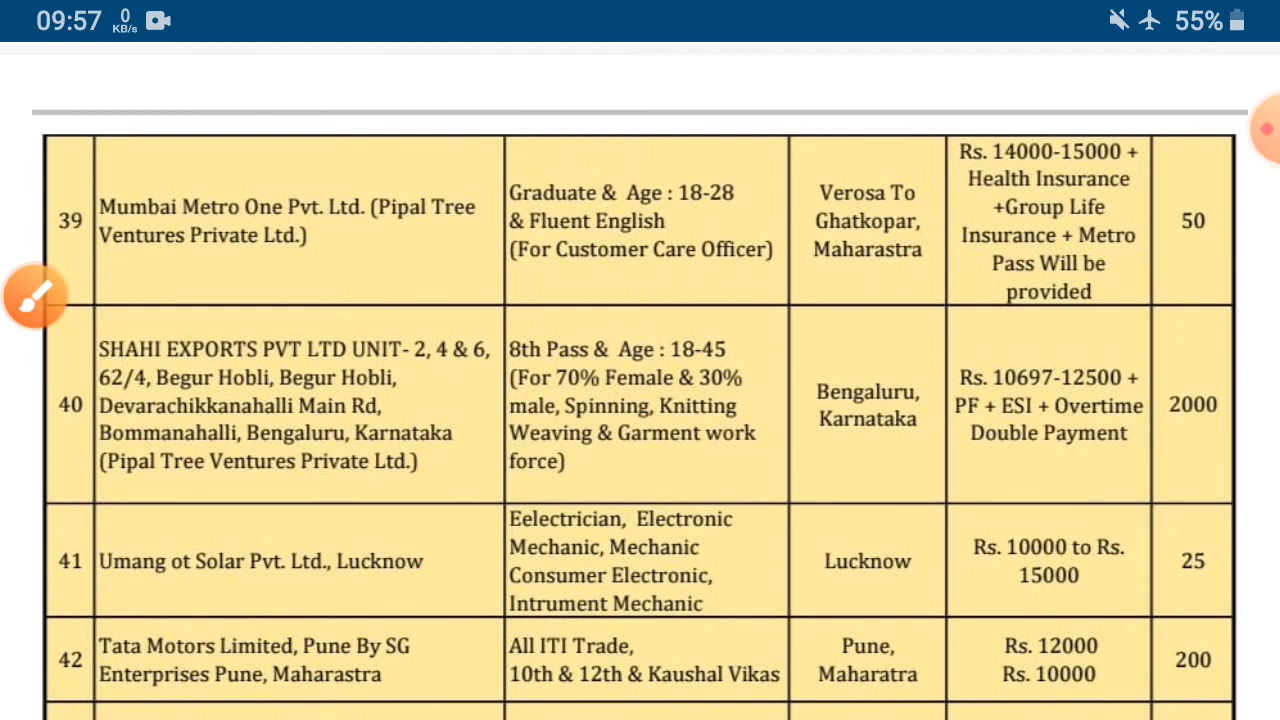 09:57 0 KB/s 55%
39
Mumbai Metro One Pvt. Ltd. (Pipal Tree
Ventures Private Ltd.)
Graduate & Age : 18-28
& Fluent English
(For Customer Care Officer)
Verosa To
Ghatkopar,
Maharastra
Rs. 14000-15000 +
Health Insurance
+Group Life
Insurance + Metro
Pass Will be
provided
50
40
SHAHI EXPORTS PVT LTD UNIT- 2, 4 & 6,
62/4, Begur Hobli, Begur Hobli,
Devarachikkanahalli Main Rd,
Bommanahalli, Bengaluru, Karnataka
(Pipal Tree Ventures Private Ltd.)
8th Pass & Age : 18-45
(For 70% Female & 30%
male, Spinning, Knitting
Weaving & Garment work
force)
Bengaluru,
Karnataka
Rs. 10697-12500 +
PF + ESI + Overtime
Double Payment
2000
41
Umang ot Solar Pvt. Ltd., Lucknow
Eelectrician, Electronic
Mechanic, Mechanic
Consumer Electronic,
Intrument Mechanic
Lucknow
Rs. 10000 to Rs.
15000
25
42
Tata Motors Limited, Pune By SG
Enterprises Pune, Maharastra
All ITI Trade,
10th & 12th & Kaushal Vikas
Pune,
Maharatra
Rs. 12000
Rs. 10000
200